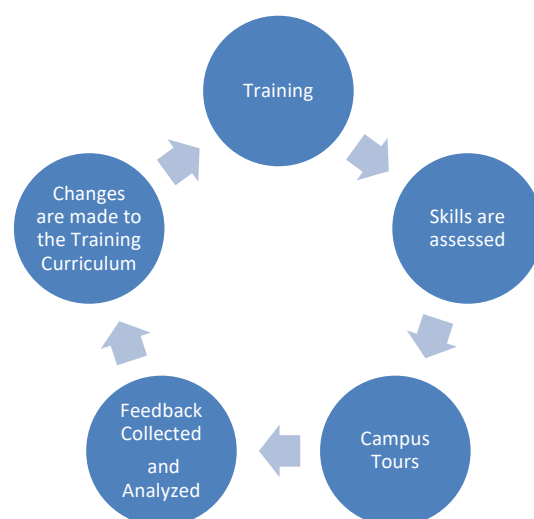 Training
Skills are
assessed
Campus
Tours
Feedback
Collected
and
Analyzed
Changes
are made to
the Training
Curriculum